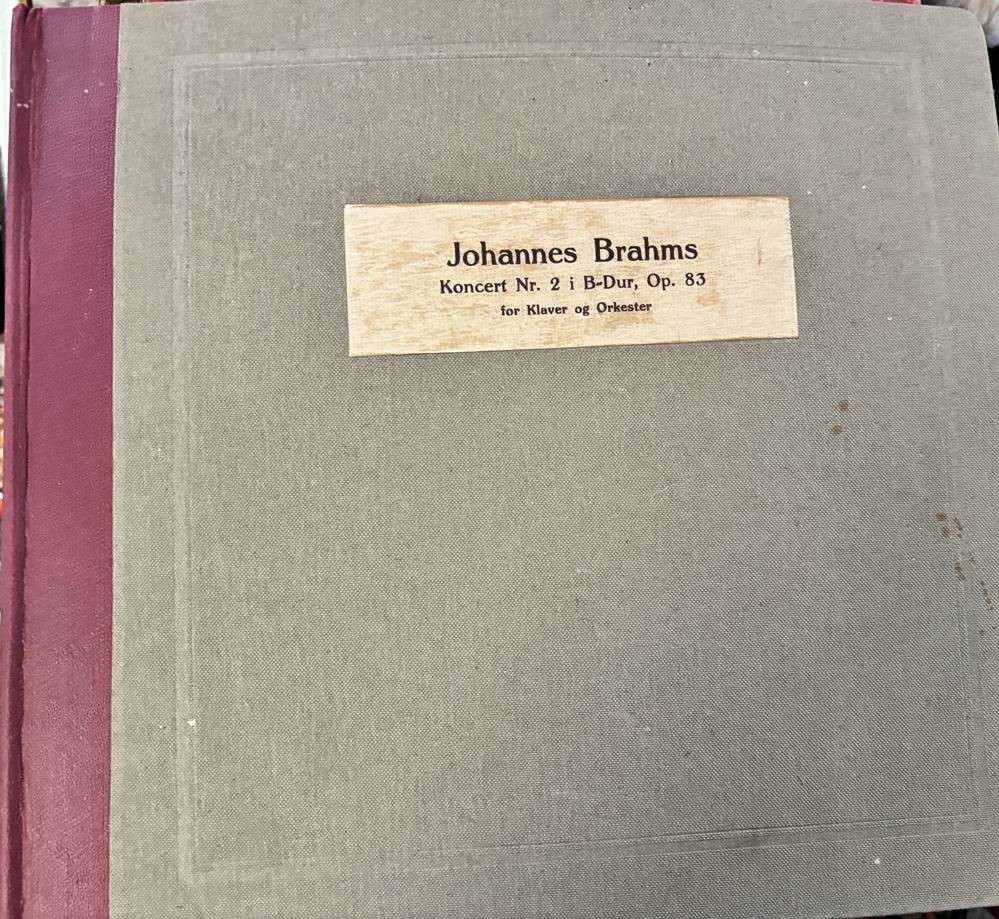 Johannes Brahms
Koncert Nr. 2 i B-Dur, Op. 83
for Klaver og Orkester